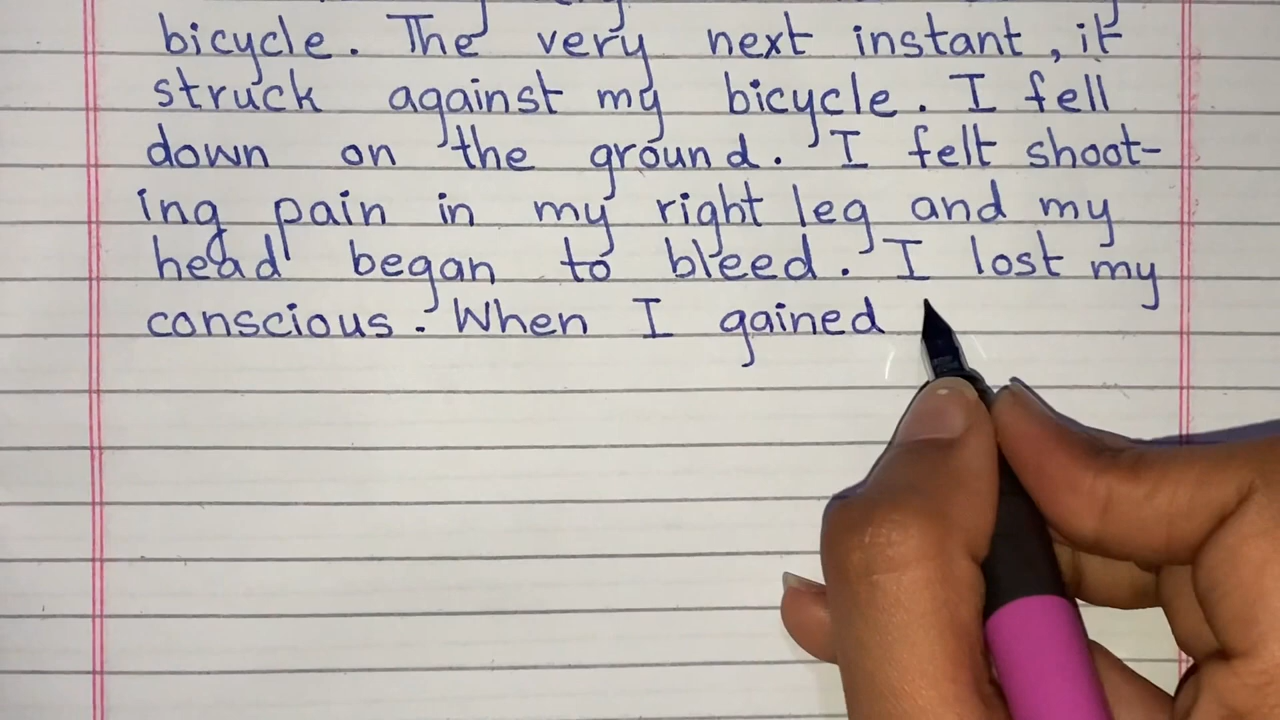 bicycle. The very next instant, it
struck against my bicycle. I fell
down on the ground. I felt shoot-
ing pain in my right leg and my
head began to bleed. I lost my
conscious. When I gained